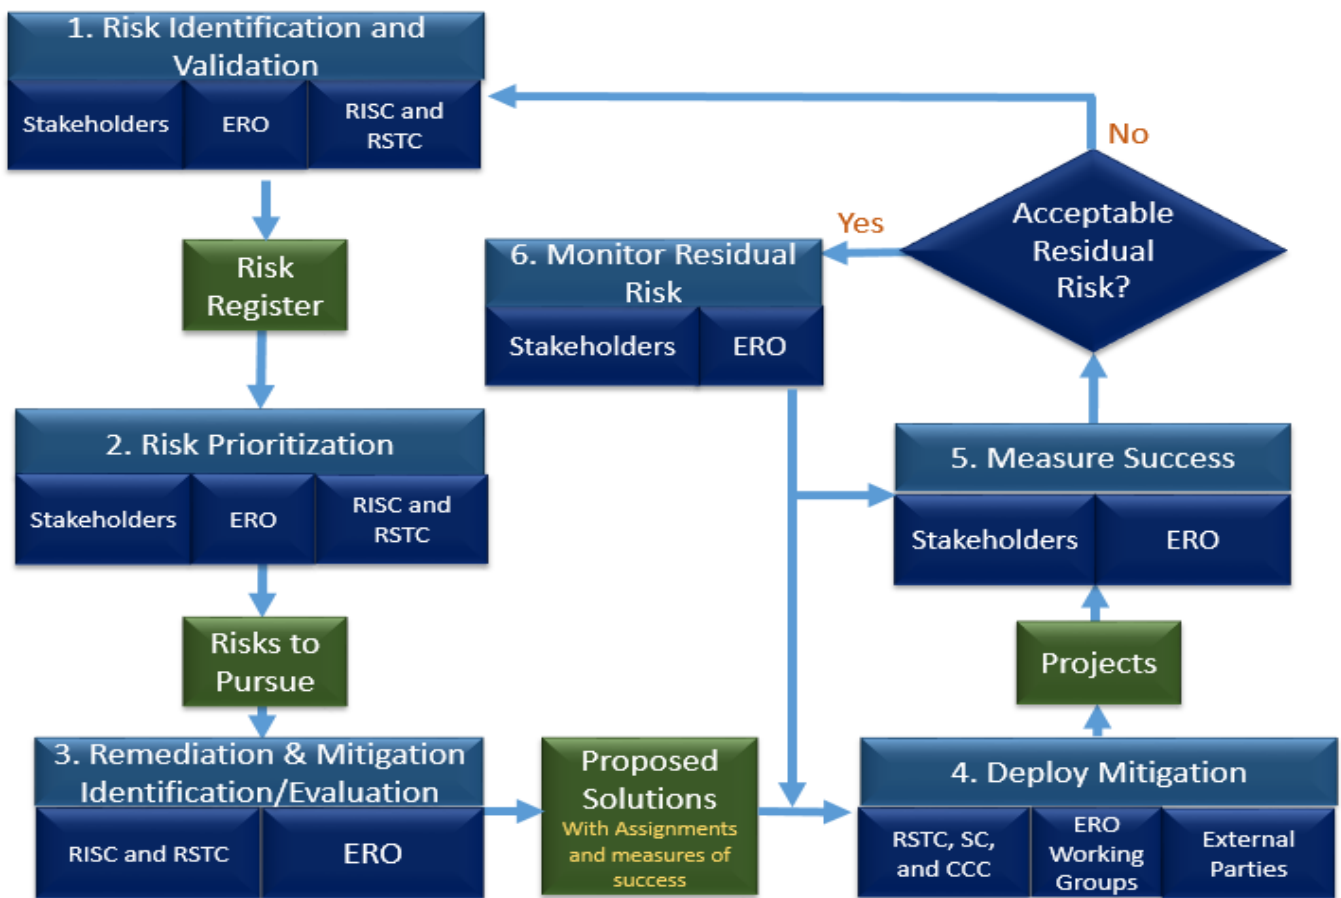 1. Risk Identification and
Validation
Stakeholders
ERO
RISC and
RSTC
Risk
Register
2. Risk Prioritization
Stakeholders
ERO
RISC and
RSTC
Risks to
Pursue
3. Remediation & Mitigation
Identification/Evaluation
RISC and RSTC
ERO
Proposed
Solutions
With Assignments
and measures of
success
4. Deploy Mitigation
RSTC, SC,
and CCC
ERO
Working
Groups
External
Parties
Projects
5. Measure Success
Stakeholders
ERO
Acceptable
Residual
Risk?
No
Yes
6. Monitor Residual
Risk
Stakeholders
ERO